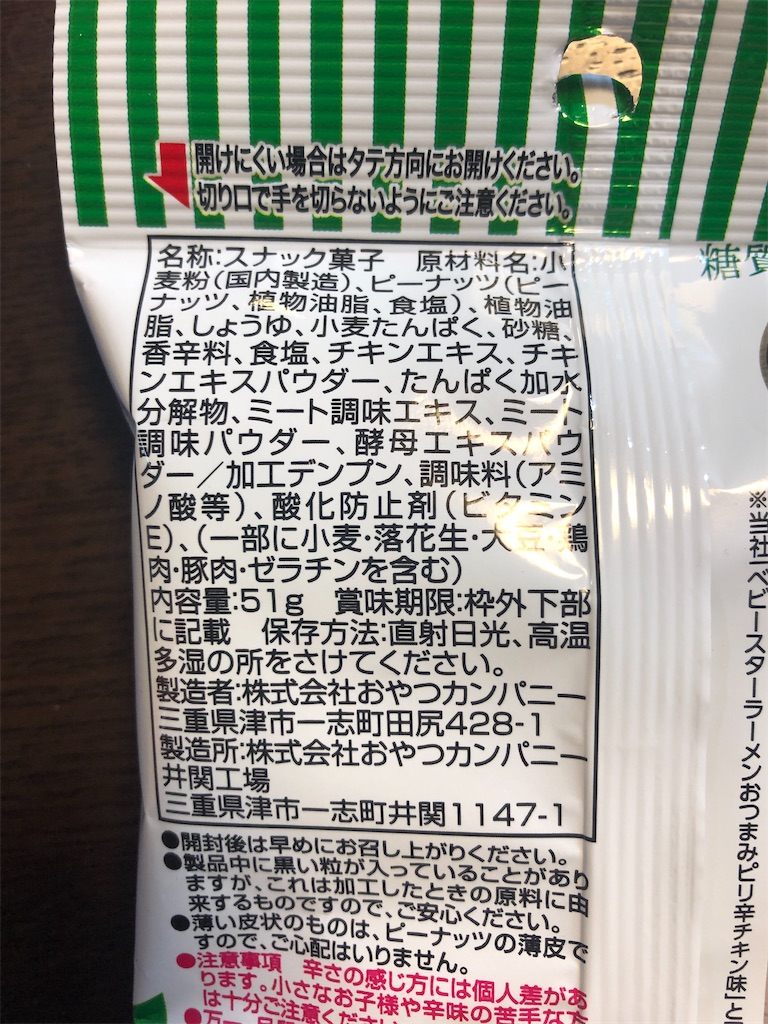 開けにくい場合はタテ方向にお開けください。
切り口で手を切らないようにご注意ください。
名称:スナック菓子 原材料名:小
麦粉(国内製造)、ピーナッツ(ピー
ナッツ、植物油脂、食塩)、植物油
脂、しょうゆ、小麦たんぱく、砂糖、
香辛料、食塩、チキンエキス、チキ
ンエキスパウダー、たんぱく加水
分解物、ミート調味エキス、ミート
調味パウダー、酵母エキスパウ
ダー/加工デンプン、調味料(アミ
ノ酸等)、酸化防止剤(ビタミン
E)、(一部に小麦・落花生・大豆・鶏
肉・豚肉・ゼラチンを含む)
内容量:51g 賞味期限:枠外下部
に記載 保存方法:直射日光、高温
多湿の所をさけてください。
製造者:株式会社おやつカンパニー
三重県津市一志町田尻428-1
製造所:株式会社おやつカンパニー
井関工場
三重県津市一志町井関1147-1
●開封後は早めにお召し上がりください。
●製品中に黒い粒が入っていることがあり
ますが、これは加工したときの原料に由
来するものですので、ご安心ください。
●薄い皮状のものは、ピーナッツの薄皮で
すので、ご心配はいりません。
●注意事項 辛さの感じ方には個人差があ
ります。小さなお子様や辛味の苦手な
は十分ご注意ください
●万一
糖質
※当社「ベビースターラーメンおつまみピリ辛チキン味」と